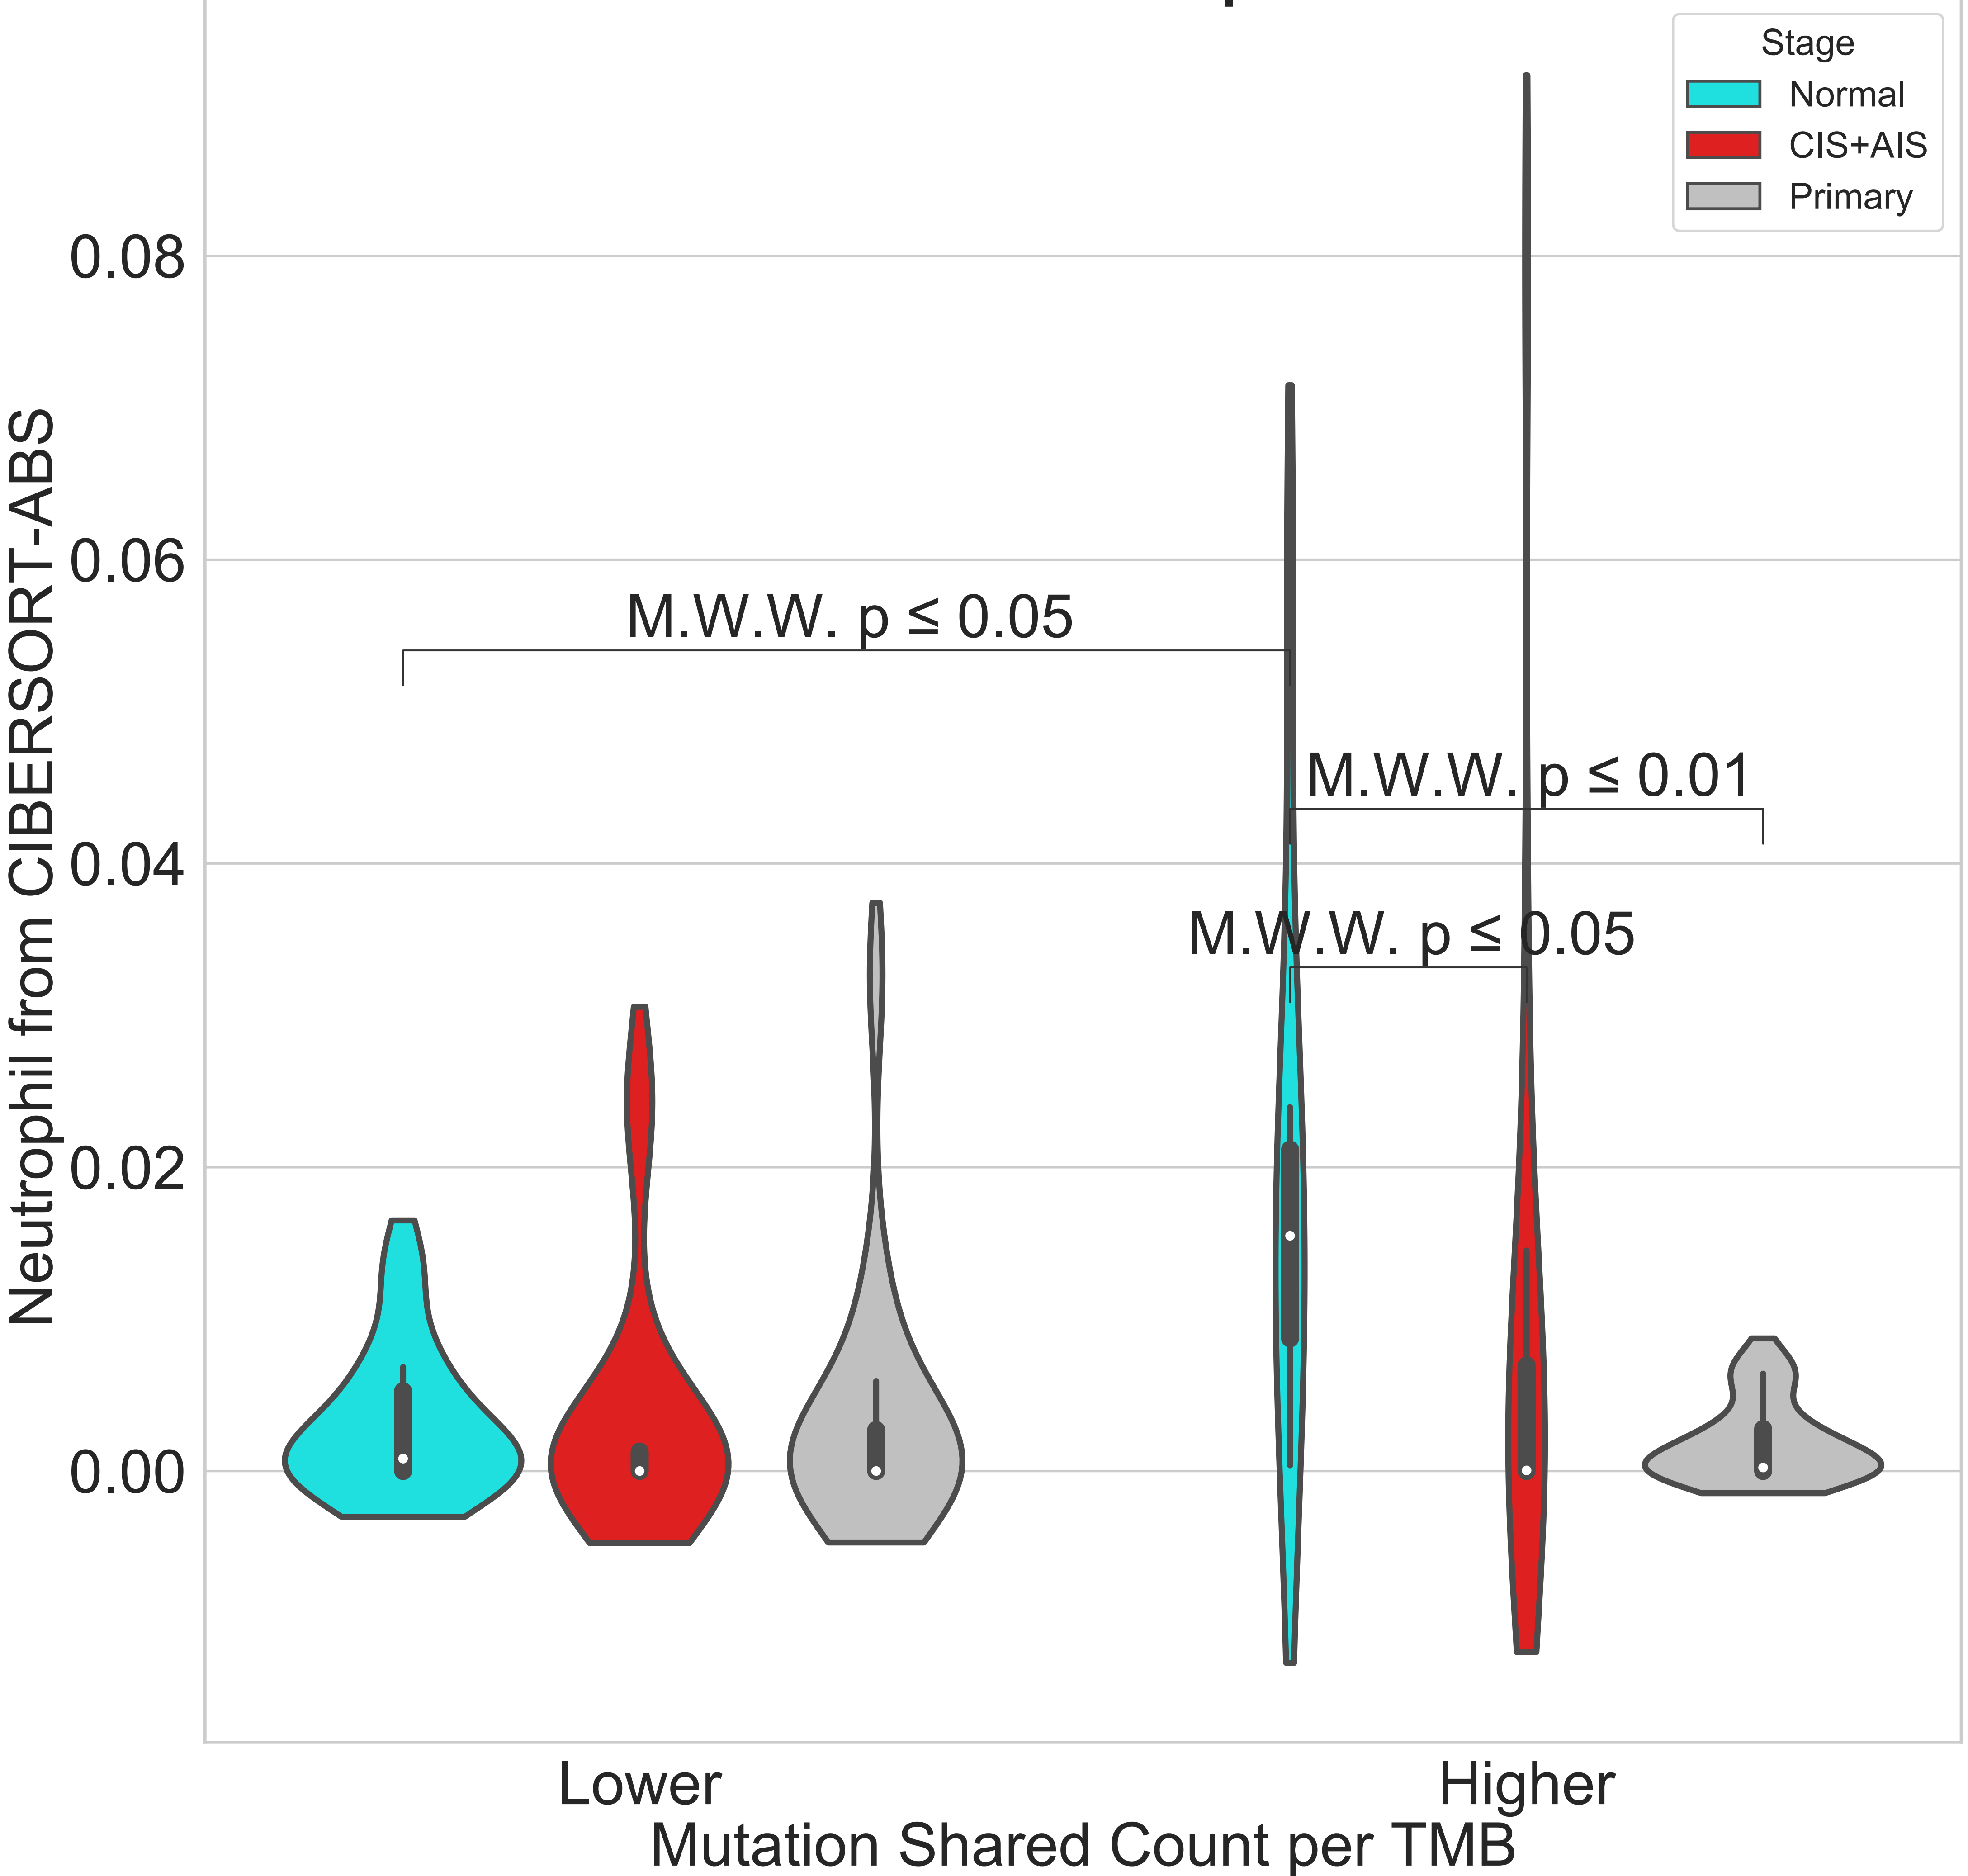 Stage
Normal
CIS+AIS
Primary
0.08
0.06
0.04
0.02
0.00
Neutrophil from CIBERSORT-ABS
M.W.W. p ≤ 0.05
M.W.W. p ≤ 0.01
M.W.W. p ≤ 0.05
Lower
Higher
Mutation Shared Count per TMB